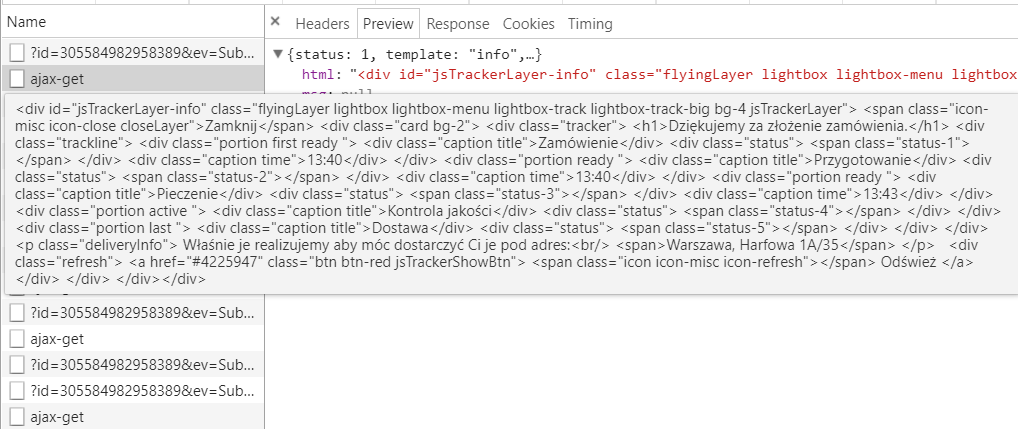 Name
× Headers Preview Response Cookies Timing
?id=305584982958389&ev=Sub...
▼{status: 1, template: "info",…}
ajax-get
html: "<div id="jsTrackerLayer-info" class="flyingLayer lightbox lightbox-menu lightbox
<div id="jsTrackerLayer-info" class="flyingLayer lightbox lightbox-menu lightbox-track lightbox-track-big bg-4 jsTrackerLayer"> <span class="icon-
misc icon-close closeLayer">Zamknij</span> <div class="card bg-2"> <div class="tracker"> <h1>Dziękujemy za złożenie zamówienia.</h1> <div
class="trackline"> <div class="portion first ready "> <div class="caption title">Zamówienie</div> <div class="status"> <span class="status-1">
</span> </div> <div class="caption time">13:40</div> </div> <div class="portion ready "> <div class="caption title">Przygotowanie</div> <div
class="status"> <span class="status-2"></span> </div> <div class="caption time">13:40</div> </div> <div class="portion ready "> <div
class="caption title">Pieczenie</div> <div class="status"> <span class="status-3"></span> </div> <div class="caption time">13:43</div> </div>
<div class="portion active "> <div class="caption title">Kontrola jakości</div> <div class="status"> <span class="status-4"></span> </div> </div>
<div class="portion last "> <div class="caption title">Dostawa</div> <div class="status"> <span class="status-5"></span> </div> </div> </div>
<p class="deliveryInfo"> Właśnie je realizujemy aby móc dostarczyć Ci je pod adres:<br/> <span>Warszawa, Harfowa 1A/35</span> </p> <div
class="refresh"> <a href="#4225947" class="btn btn-red jsTrackerShowBtn"> <span class="icon icon-misc icon-refresh"></span> Odśwież </a>
</div> </div> </div></div>
?id=305584982958389&ev=Sub...
ajax-get
?id=305584982958389&ev=Sub...
?id=305584982958389&ev=Sub...
ajax-get